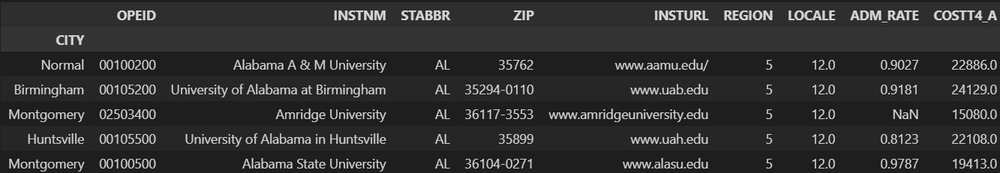 OPEID INSTNM STABBR ZIP INSTURL REGION LOCALE ADM_RATE COSTT4_A
CITY
Normal 00100200 Alabama A & M University AL 35762 www.aamu.edu/ 5 12.0 0.9027 22886.0
Birmingham 00105200 University of Alabama at Birmingham AL 35294-0110 www.uab.edu 5 12.0 0.9181 24129.0
Montgomery 02503400 Amridge University AL 36117-3553 www.amridgeuniversity.edu 5 12.0 NaN 15080.0
Huntsville 00105500 University of Alabama in Huntsville AL 35899 www.uah.edu 5 12.0 0.8123 22108.0
Montgomery 00100500 Alabama State University AL 36104-0271 www.alasu.edu 5 12.0 0.9787 19413.0